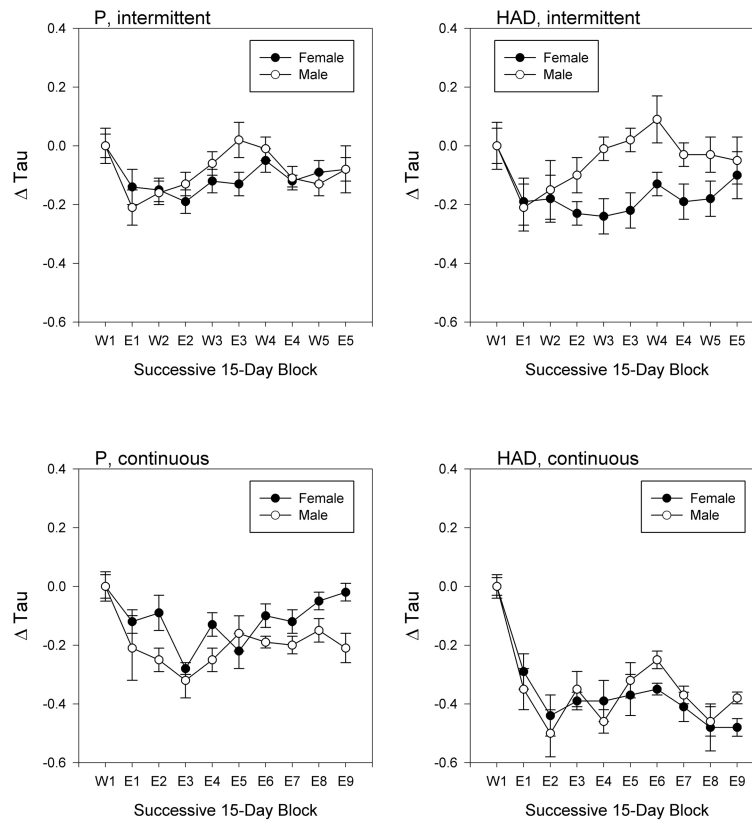 P, intermittent
HAD, intermittent
0.4
0.2
0.0
-0.2
-0.4
-0.6
Δ Tau
Female
Male
W1 E1 W2 E2 W3 E3 W4 E4 W5 E5
Successive 15-Day Block
0.4
0.2
0.0
-0.2
-0.4
-0.6
Δ Tau
Female
Male
W1 E1 W2 E2 W3 E3 W4 E4 W5 E5
Successive 15-Day Block
P, continuous
HAD, continuous
0.4
0.2
0.0
-0.2
-0.4
-0.6
Δ Tau
Female
Male
W1 E1 E2 E3 E4 E5 E6 E7 E8 E9
Successive 15-Day Block
0.4
0.2
0.0
-0.2
-0.4
-0.6
Δ Tau
Female
Male
W1 E1 E2 E3 E4 E5 E6 E7 E8 E9
Successive 15-Day Block